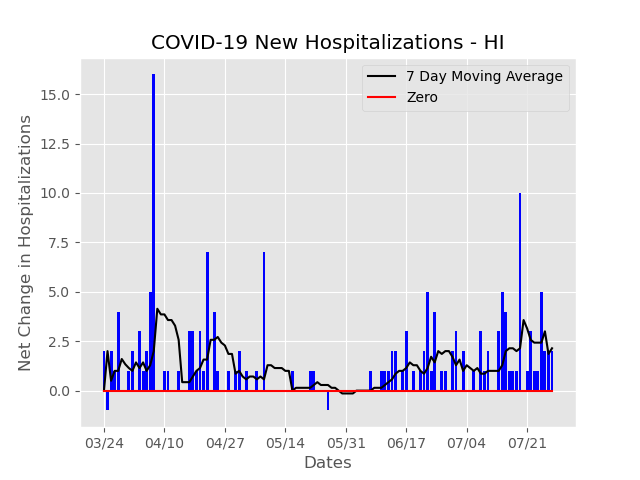 COVID-19 New Hospitalizations - HI
7 Day Moving Average
Zero
Net Change in Hospitalizations
15.0
12.5
10.0
7.5
5.0
2.5
0.0
03/24 04/10 04/27 05/14 05/31 06/17 07/04 07/21
Dates